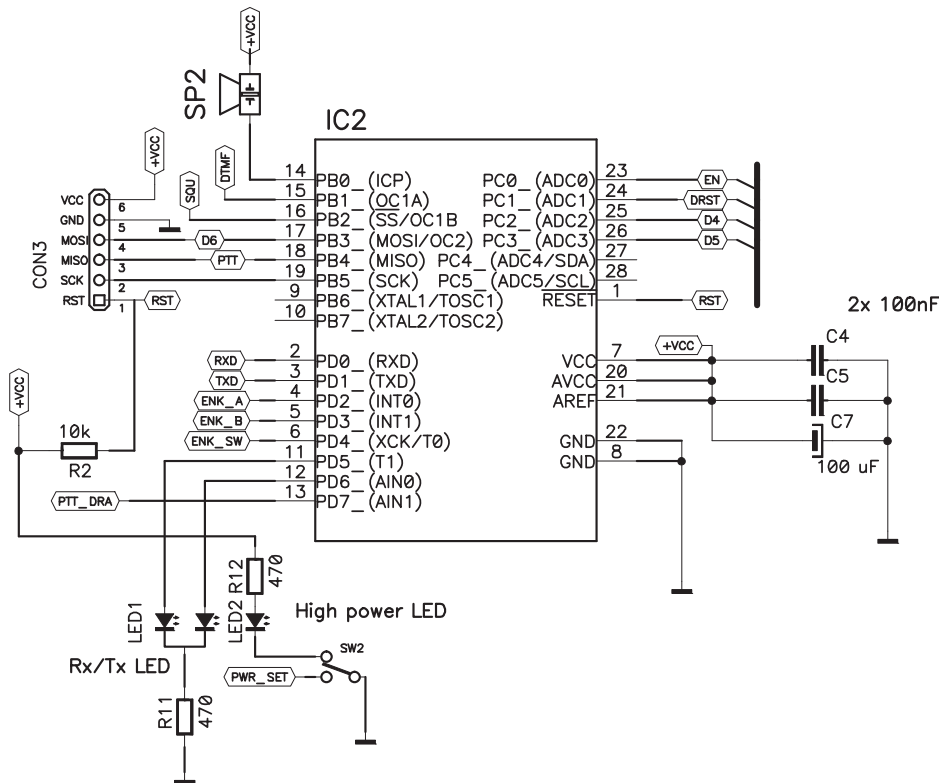 +VCC
SP2
IC2
+VCC
DTMF
SQU
CON3
VCC 6
GND 5
MOSI 4
MISO 3
SCK 2
RST 1
D6
PTT
RST
14 PB0_(ICP)
15 PB1_(OC1A)
16 PB2_(SS/OC1B
17 PB3_(MOSI/OC2)
18 PB4_(MISO)
19 PB5_(SCK)
9 PB6_(XTAL1/TOSC1)
10 PB7_(XTAL2/TOSC2)
RXD 2 PD0_(RXD)
TXD 3 PD1_(TXD)
ENK_A 4 PD2_(INT0)
ENK_B 5 PD3_(INT1)
ENK_SW 6 PD4_(XCK/T0)
11 PD5_(T1)
12 PD6_(AIN0)
PTT_DRA 13 PD7_(AIN1)
PC0_(ADC0) 23 EN
PC1_(ADC1) 24 DRST
PC2_(ADC2) 25 D4
PC3_(ADC3) 26 D5
PC4_(ADC4/SDA) 27
PC5_(ADC5/SCL) 28
RESET 1 RST
VCC 7
AVCC 20
AREF 21
GND 22
GND 8
+VCC
2x 100nF
C4
C5
C7
100 uF
+VCC
10k
R2
R12
470
LED1
LED2
High power LED
Rx/Tx LED
SW2
PWR_SET
R11
470